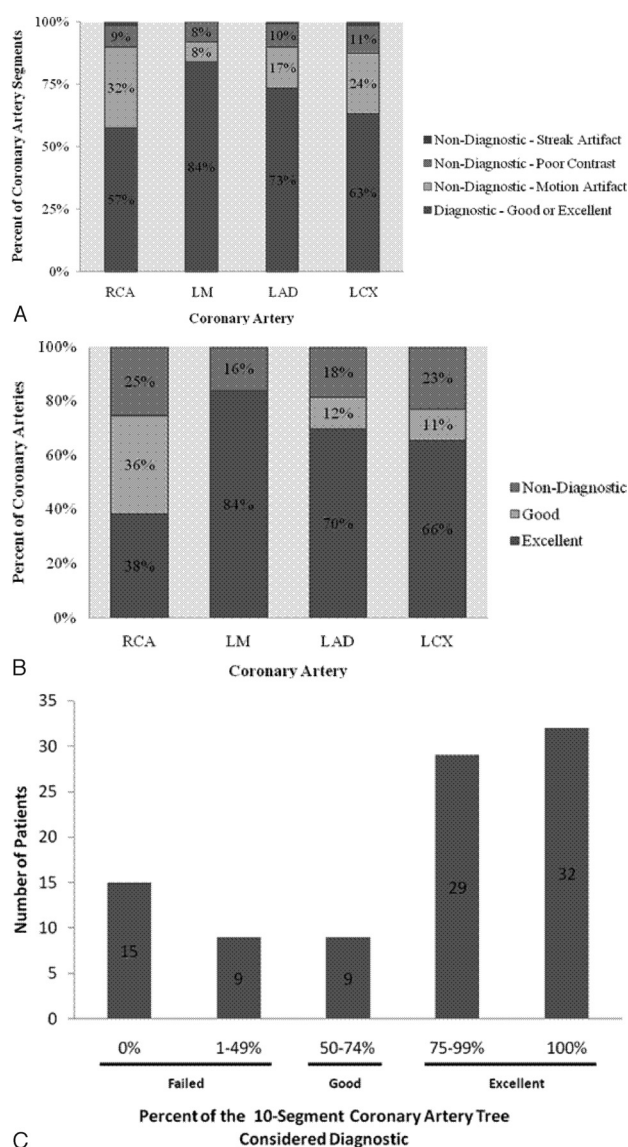 100%
75%
50%
25%
0%
Percent of Coronary Artery Segments
9%
32%
57%
8%
8%
84%
10%
17%
73%
11%
24%
63%
RCA LM LAD LCX
Coronary Artery
Non-Diagnostic - Streak Artifact
Non-Diagnostic - Poor Contrast
Non-Diagnostic - Motion Artifact
Diagnostic - Good or Excellent
A
100%
80%
60%
40%
20%
0%
Percent of Coronary Arteries
25%
36%
38%
16%
84%
18%
12%
70%
23%
11%
66%
RCA LM LAD LCX
Coronary Artery
Non-Diagnostic
Good
Excellent
B
35
30
25
20
15
10
5
0
Number of Patients
15
9
9
29
32
0% 1-49% 50-74% 75-99% 100%
Failed Good Excellent
Percent of the 10-Segment Coronary Artery Tree
Considered Diagnostic
C